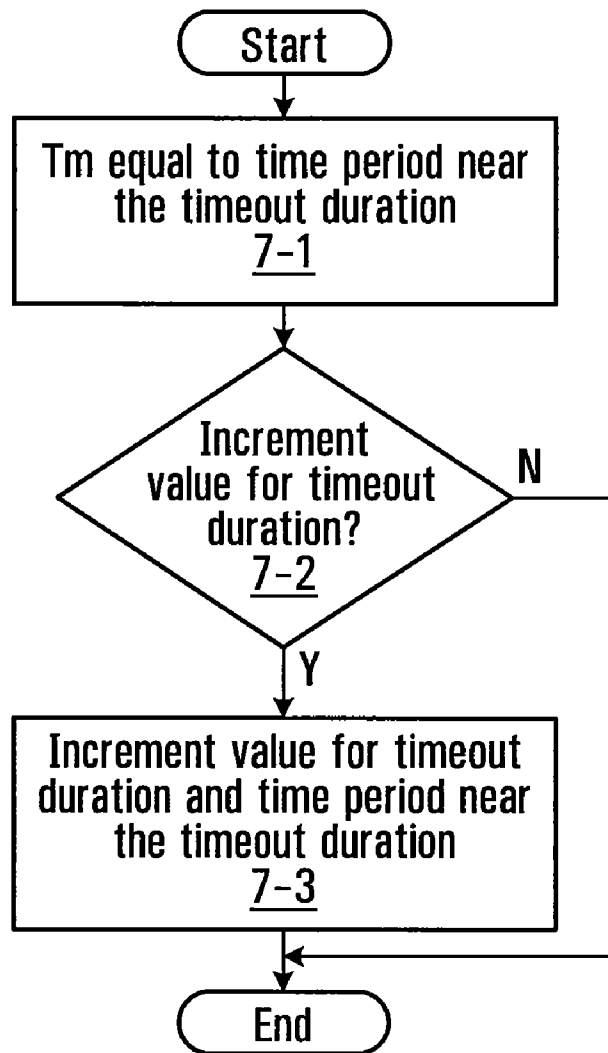 Start
Tm equal to time period near
the timeout duration
7-1
Increment
value for timeout
duration?
7-2
N
Y
Increment value for timeout
duration and time period near
the timeout duration
7-3
End